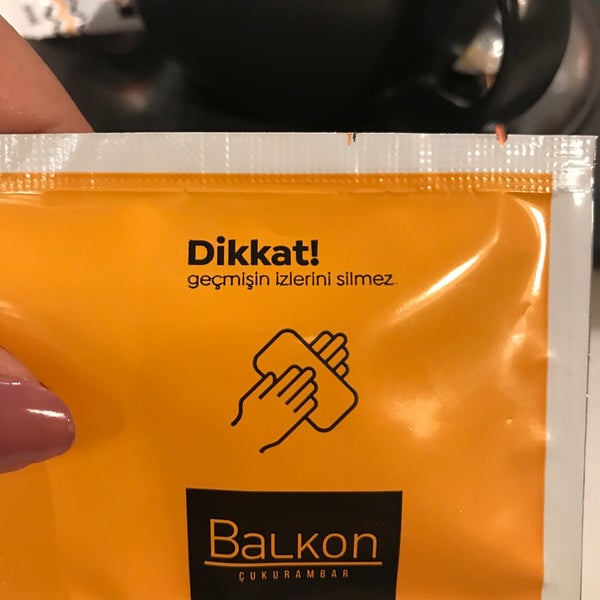 Dikkat!
geçmişin izlerini silmez.
BALKON
ÇUKURAMBAR